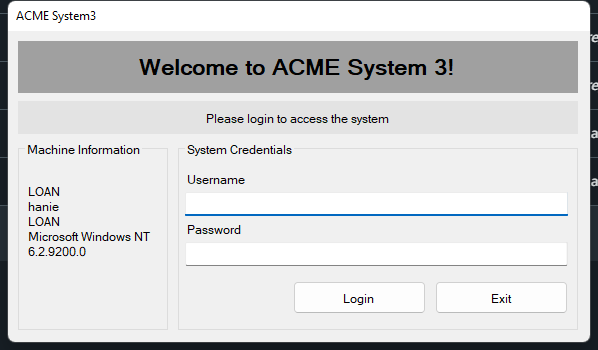 ACME System3
Welcome to ACME System 3!
Please login to access the system
Machine Information
LOAN
hanie
LOAN
Microsoft Windows NT
6.2.9200.0
System Credentials
Username
Password
Login
Exit